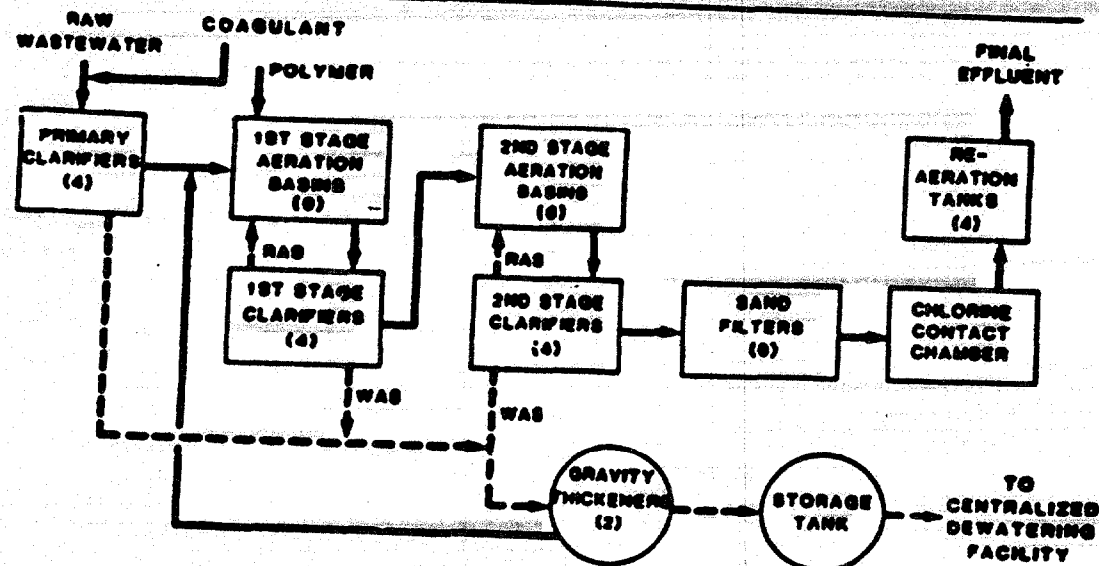 RAW
WASTEWATER
COAGULANT
POLYMER
PRIMARY
CLARIFIERS
(4)
1ST STAGE
AERATION
BASINS
2ND STAGE
AERATION
BASINS
FINAL
EFFLUENT
RE-
AERATION
TANKS
(4)
RAS
RAS
1ST STAGE
CLARIFIERS
(4)
2ND STAGE
CLARIFIERS
(4)
SAND
FILTERS
CHLORINE
CONTACT
CHAMBER
WAS
WAS
GRAVITY
THICKENERS
(2)
STORAGE
TANK
TO
CENTRALIZED
DEWATERING
FACILITY